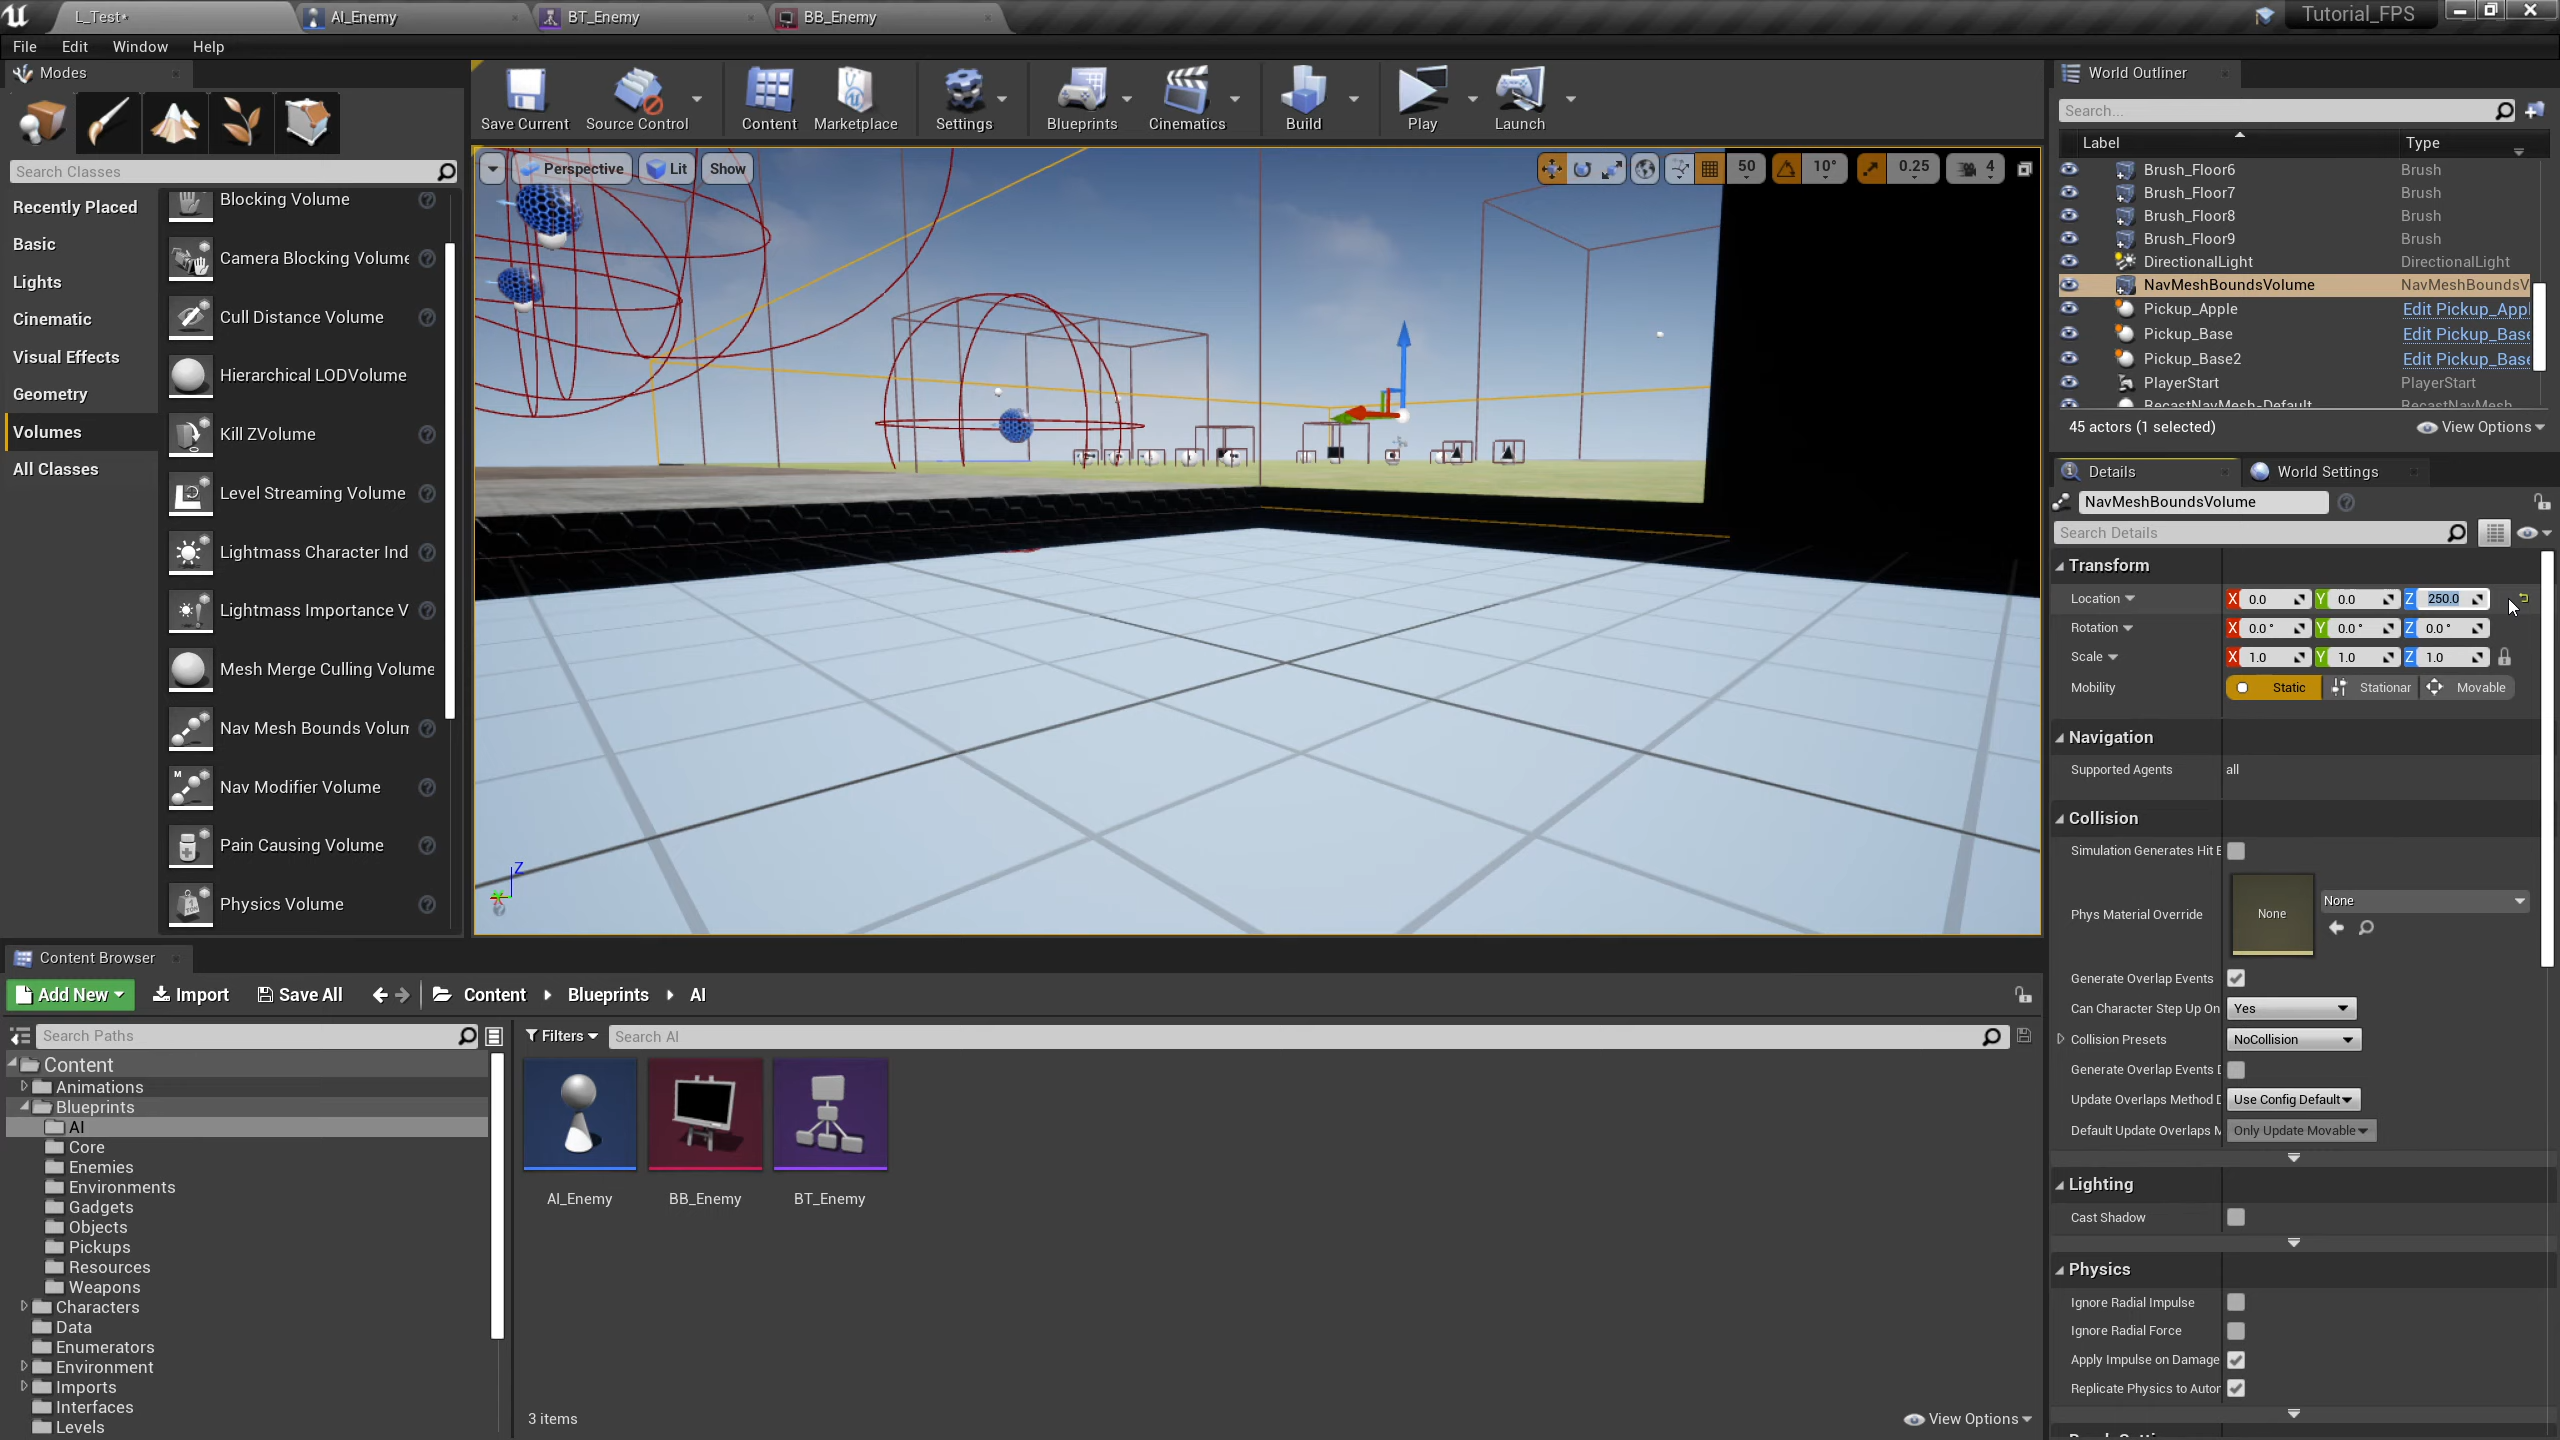 L_Test*
AI_Enemy
BT_Enemy
BB_Enemy
Tutorial_FPS
File
Edit
Window
Help
Modes
Search Classes
Recently Placed
Basic
Lights
Cinematic
Visual Effects
Geometry
Volumes
All Classes
Blocking Volume
Camera Blocking Volume
Cull Distance Volume
Hierarchical LODVolume
Kill ZVolume
Level Streaming Volume
Lightmass Character Ind
Lightmass Importance V
Mesh Merge Culling Volume
Nav Mesh Bounds Volum
Nav Modifier Volume
Pain Causing Volume
Physics Volume
Save Current
Source Control
Content
Marketplace
Settings
Blueprints
Cinematics
Build
Play
Launch
Perspective
Lit
Show
50
10°
0.25
4
Z
World Outliner
Search...
Label
Type
Brush_Floor6 Brush
Brush_Floor7 Brush
Brush_Floor8 Brush
Brush_Floor9 Brush
DirectionalLight DirectionalLight
NavMeshBoundsVolume NavMeshBoundsV
Pickup_Apple Edit Pickup_Appl
Pickup_Base Edit Pickup_Base
Pickup_Base2 Edit Pickup_Base
PlayerStart PlayerStart
RecastNavMesh-Default RecastNavMesh
45 actors (1 selected)
View Options
Details
World Settings
NavMeshBoundsVolume
Search Details
Transform
Location X 0.0 Y 0.0 Z 250.0
Rotation X 0.0° Y 0.0° Z 0.0°
Scale X 1.0 Y 1.0 Z 1.0
Mobility Static Stationar Movable
Navigation
Supported Agents all
Collision
Simulation Generates Hit E
Phys Material Override None None
Generate Overlap Events
Can Character Step Up On Yes
Collision Presets NoCollision
Generate Overlap Events D
Update Overlaps Method D Use Config Default
Default Update Overlaps M Only Update Movable
Lighting
Cast Shadow
Physics
Ignore Radial Impulse
Ignore Radial Force
Apply Impulse on Damage
Replicate Physics to Autor
Content Browser
Add New
Import
Save All
Content
Blueprints
AI
Search Paths
Filters
Search AI
Content
Animations
Blueprints
AI
Core
Enemies
Environments
Gadgets
Objects
Pickups
Resources
Weapons
Characters
Data
Enumerators
Environment
Imports
Interfaces
Levels
AI_Enemy
BB_Enemy
BT_Enemy
3 items
View Options